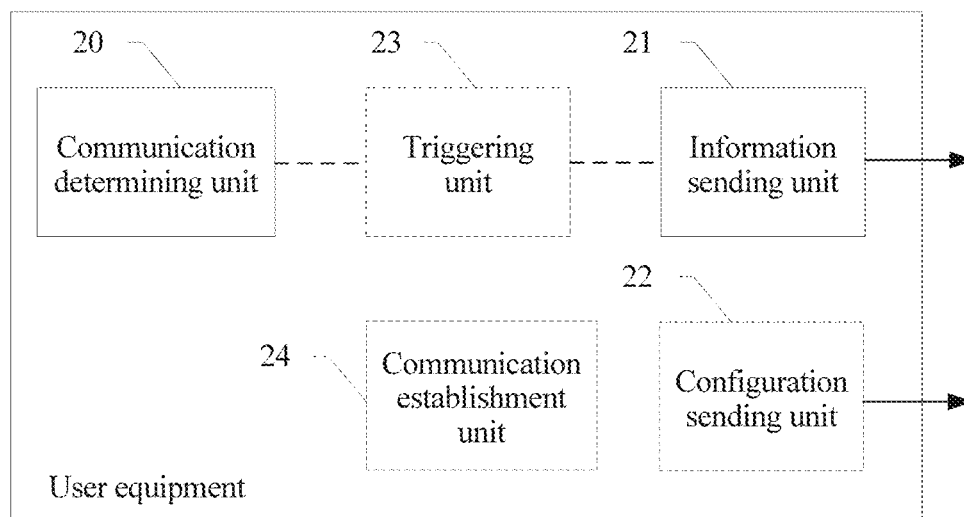 20
23
21
Communication
determining unit
Triggering
unit
Information
sending unit
22
24
Communication
establishment
unit
Configuration
sending unit
User equipment